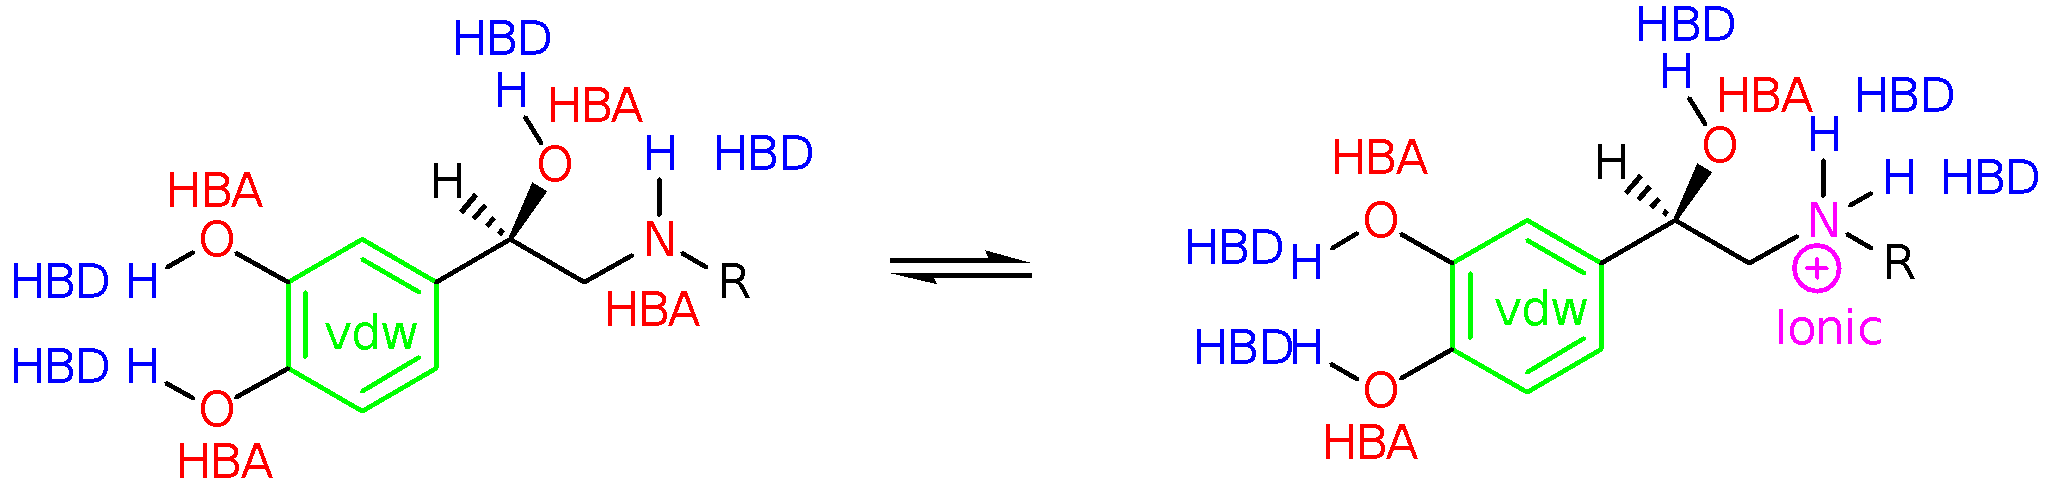 HBD
H HBA
H HBD
H O
HBA
O N
HBD H R
HBA
vdw
HBD H
O
HBA
HBD
H HBA HBD
H
HBA H O
H HBD
O N
HBD H R
⊕
vdw Ionic
HBD H
O
HBA